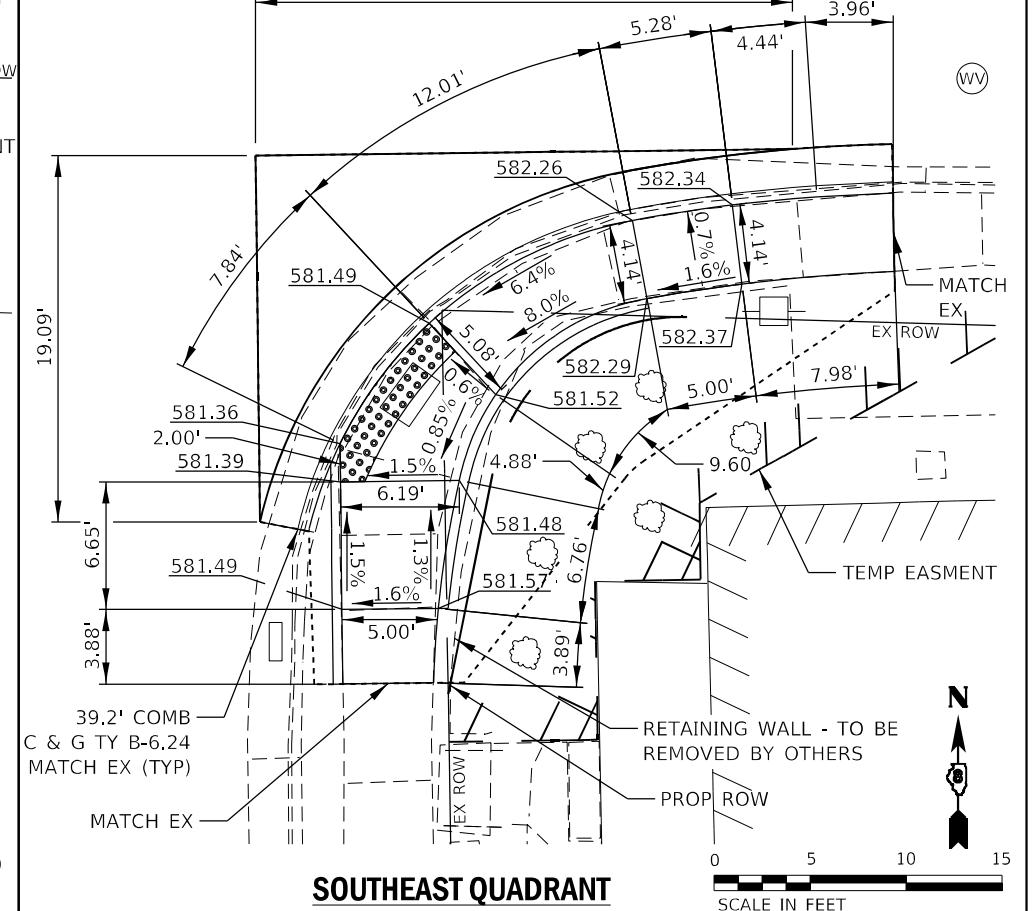 5.28'
4.44'
3.96'
12.01'
WV
7.84'
582.26
582.34
19.09'
581.49
4.14'
0.7%
4.14'
6.4%
8.0%
1.6%
MATCH
EX
EX ROW
5.08'
582.37
582.29
0.6%
581.52
5.00'
7.98'
581.36
2.00'
0.85%
581.39
1.5%
4.88'
9.60
6.19'
581.48
6.65'
1.5%
1.3%
6.76'
581.49
581.57
TEMP EASMENT
1.6%
5.00'
3.88'
3.89'
39.2' COMB
C & G TY B-6.24
MATCH EX (TYP)
RETAINING WALL - TO BE
REMOVED BY OTHERS
N
MATCH EX
EX ROW
PROP ROW
0 5 10 15
SCALE IN FEET
SOUTHEAST QUADRANT